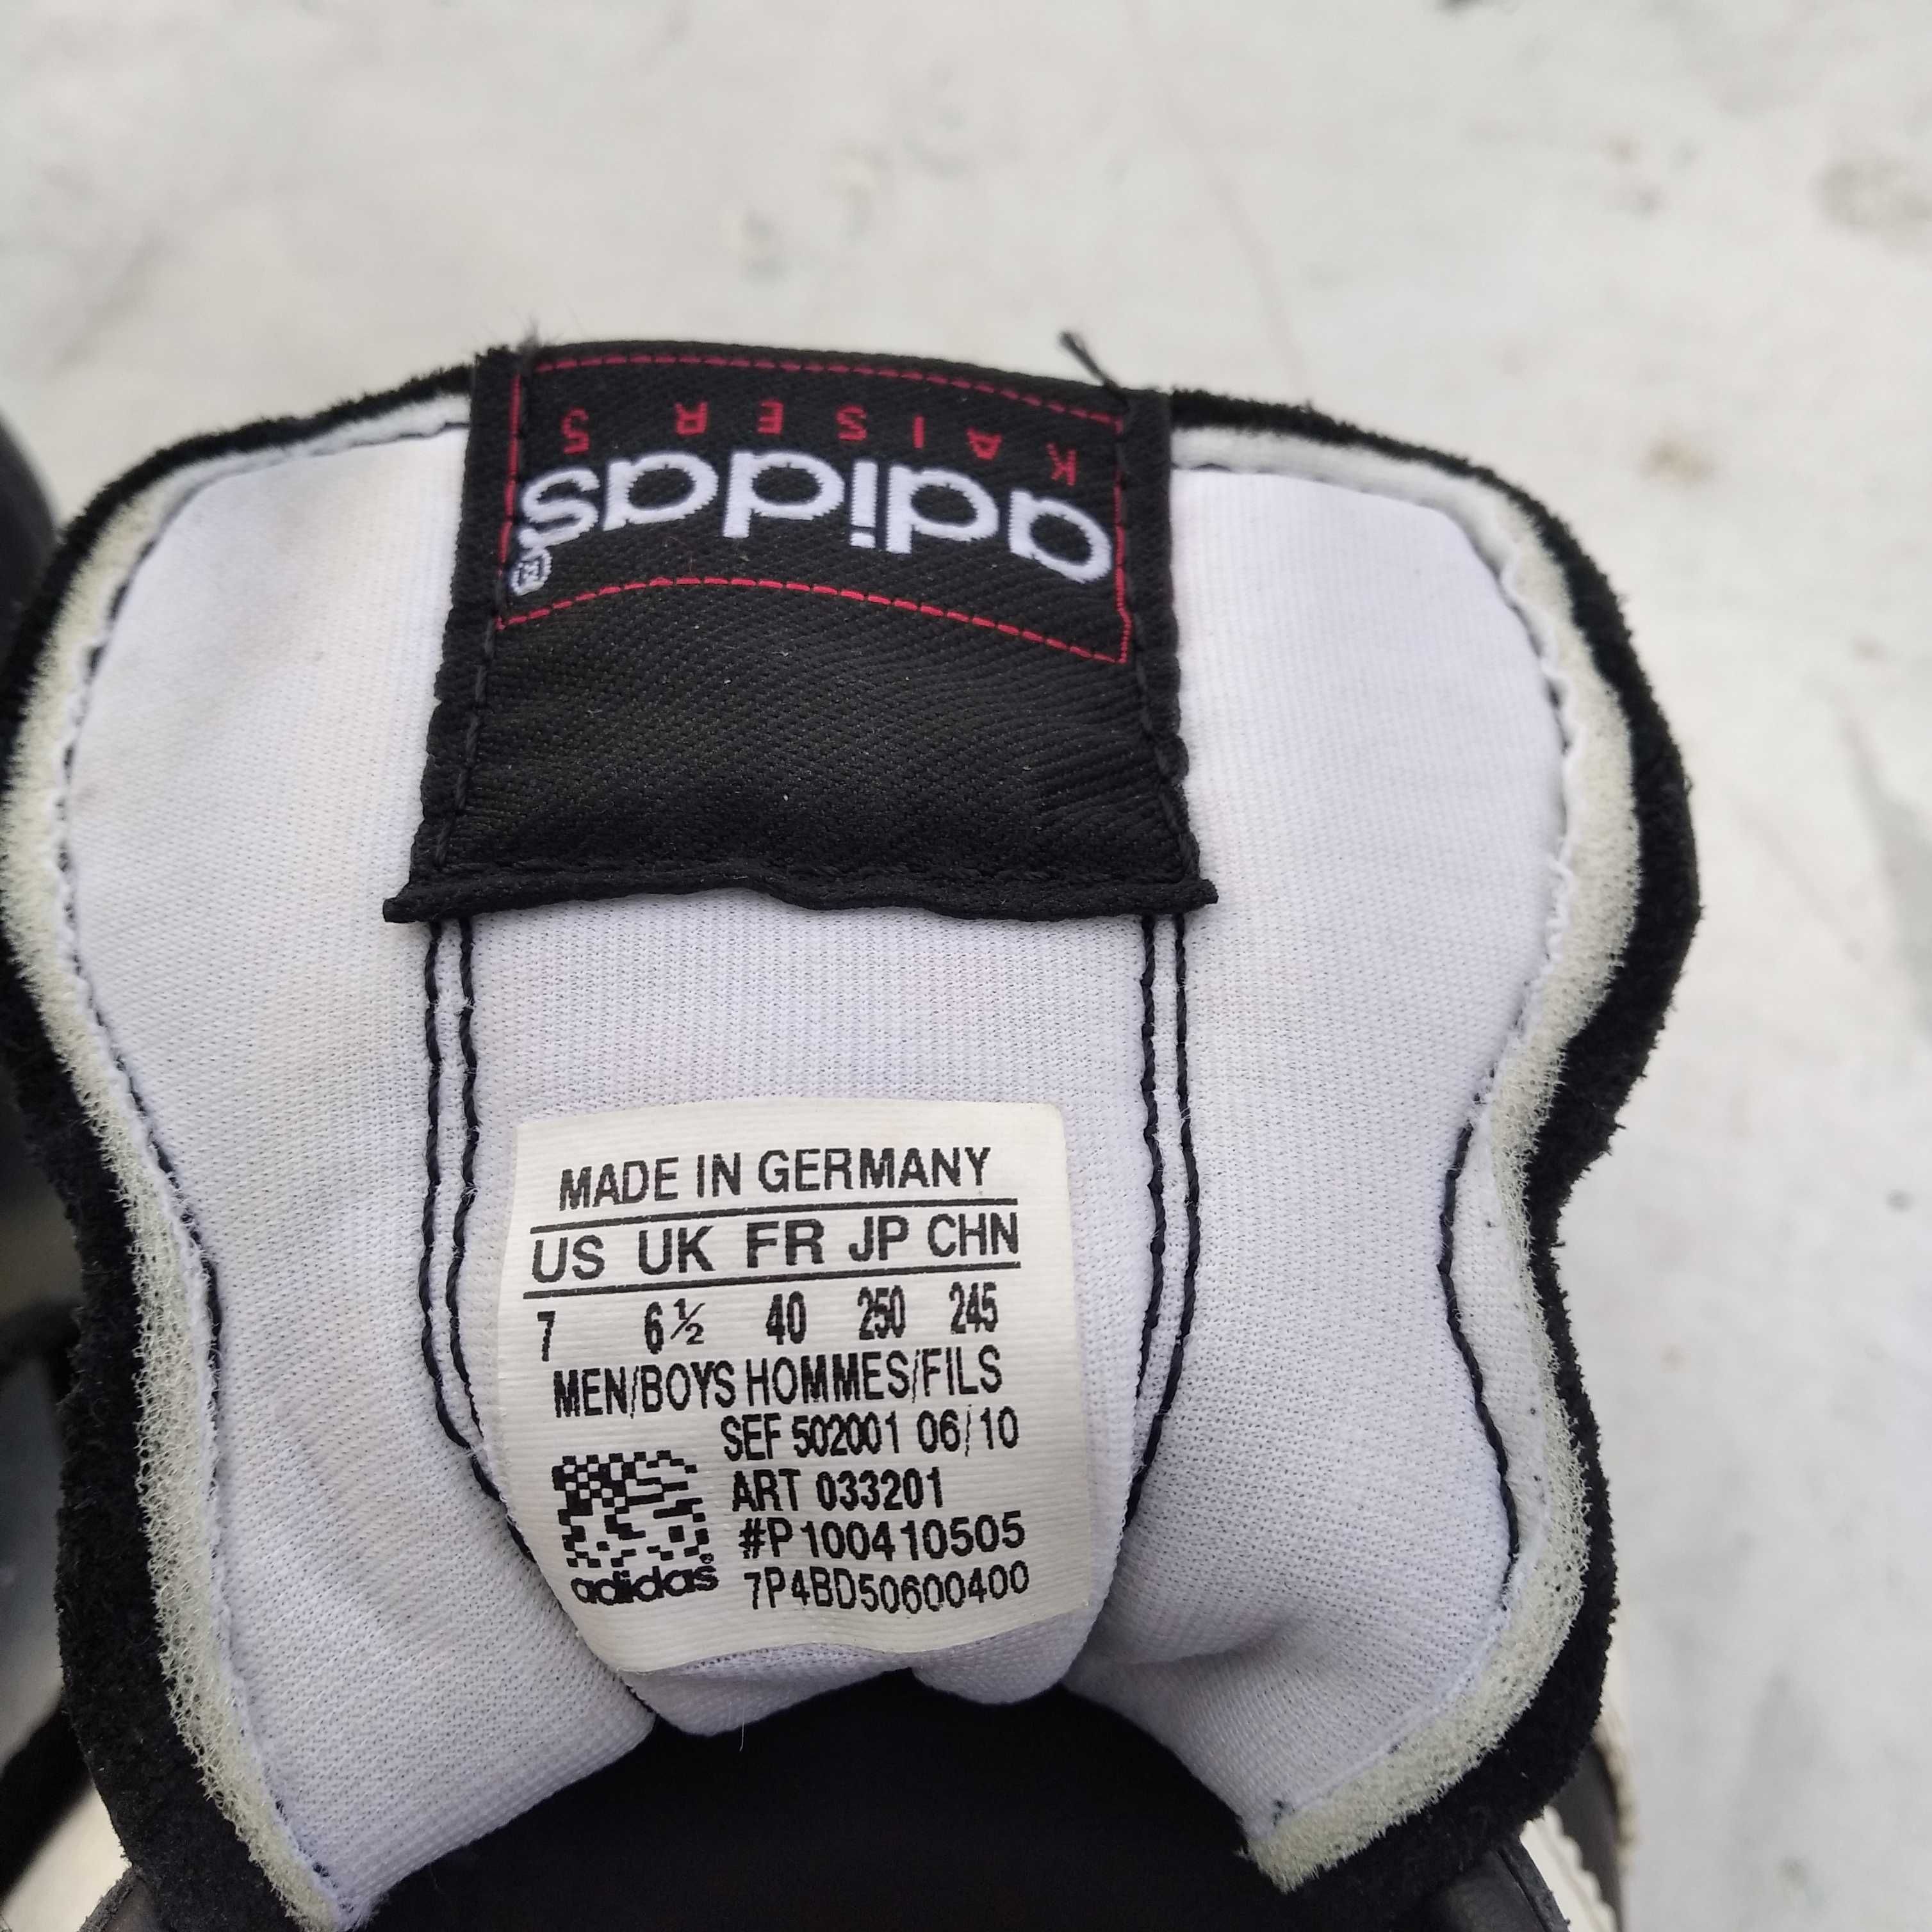 KAISER 5
adidas®
MADE IN GERMANY
US UK FR JP CHN
7 6½ 40 250 245
MEN/BOYS HOMMES/FILS
SEF 502001 06/10
ART 033201
#P100410505
adidas® 7P4BD50600400